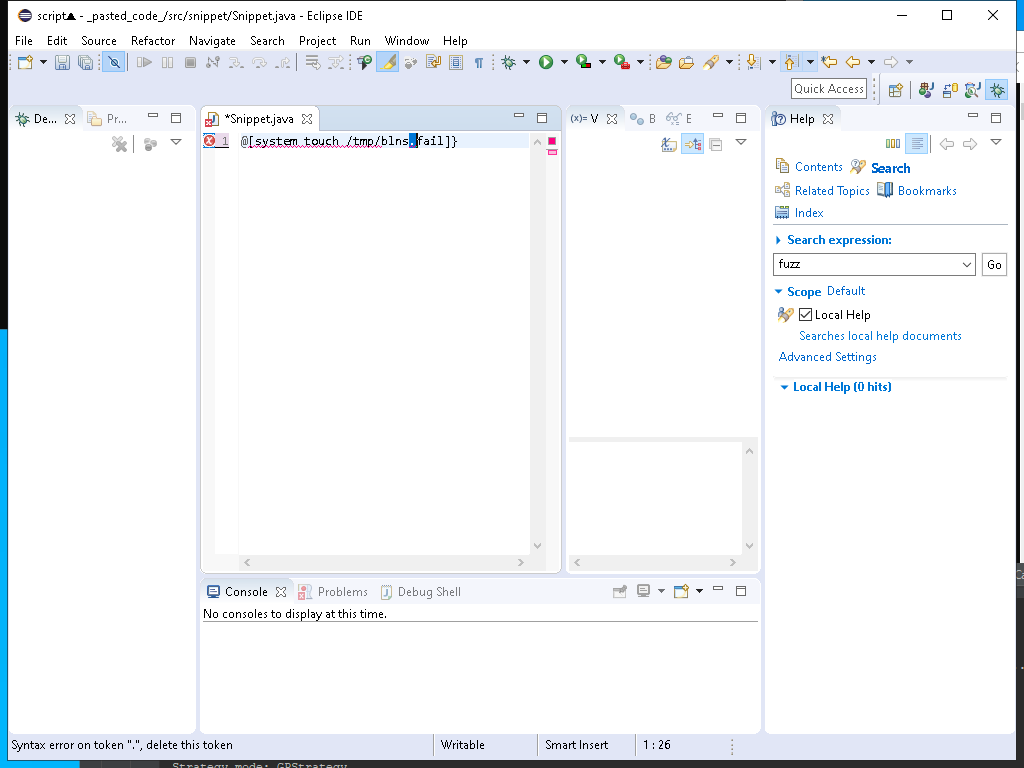 script▲ - _pasted_code_/src/snippet/Snippet.java - Eclipse IDE
File Edit Source Refactor Navigate Search Project Run Window Help
Quick Access
De... Pr...
*Snippet.java
(x)= V B E
Help
1 @[system touch /tmp/blns.fail]}
Contents Search
Related Topics Bookmarks
Index
Search expression:
fuzz Go
Scope Default
Local Help
Searches local help documents
Advanced Settings
Local Help (0 hits)
Console Problems Debug Shell
No consoles to display at this time.
Syntax error on token ".", delete this token Writable Smart Insert 1 : 26
Strategy mode: GPStrategy